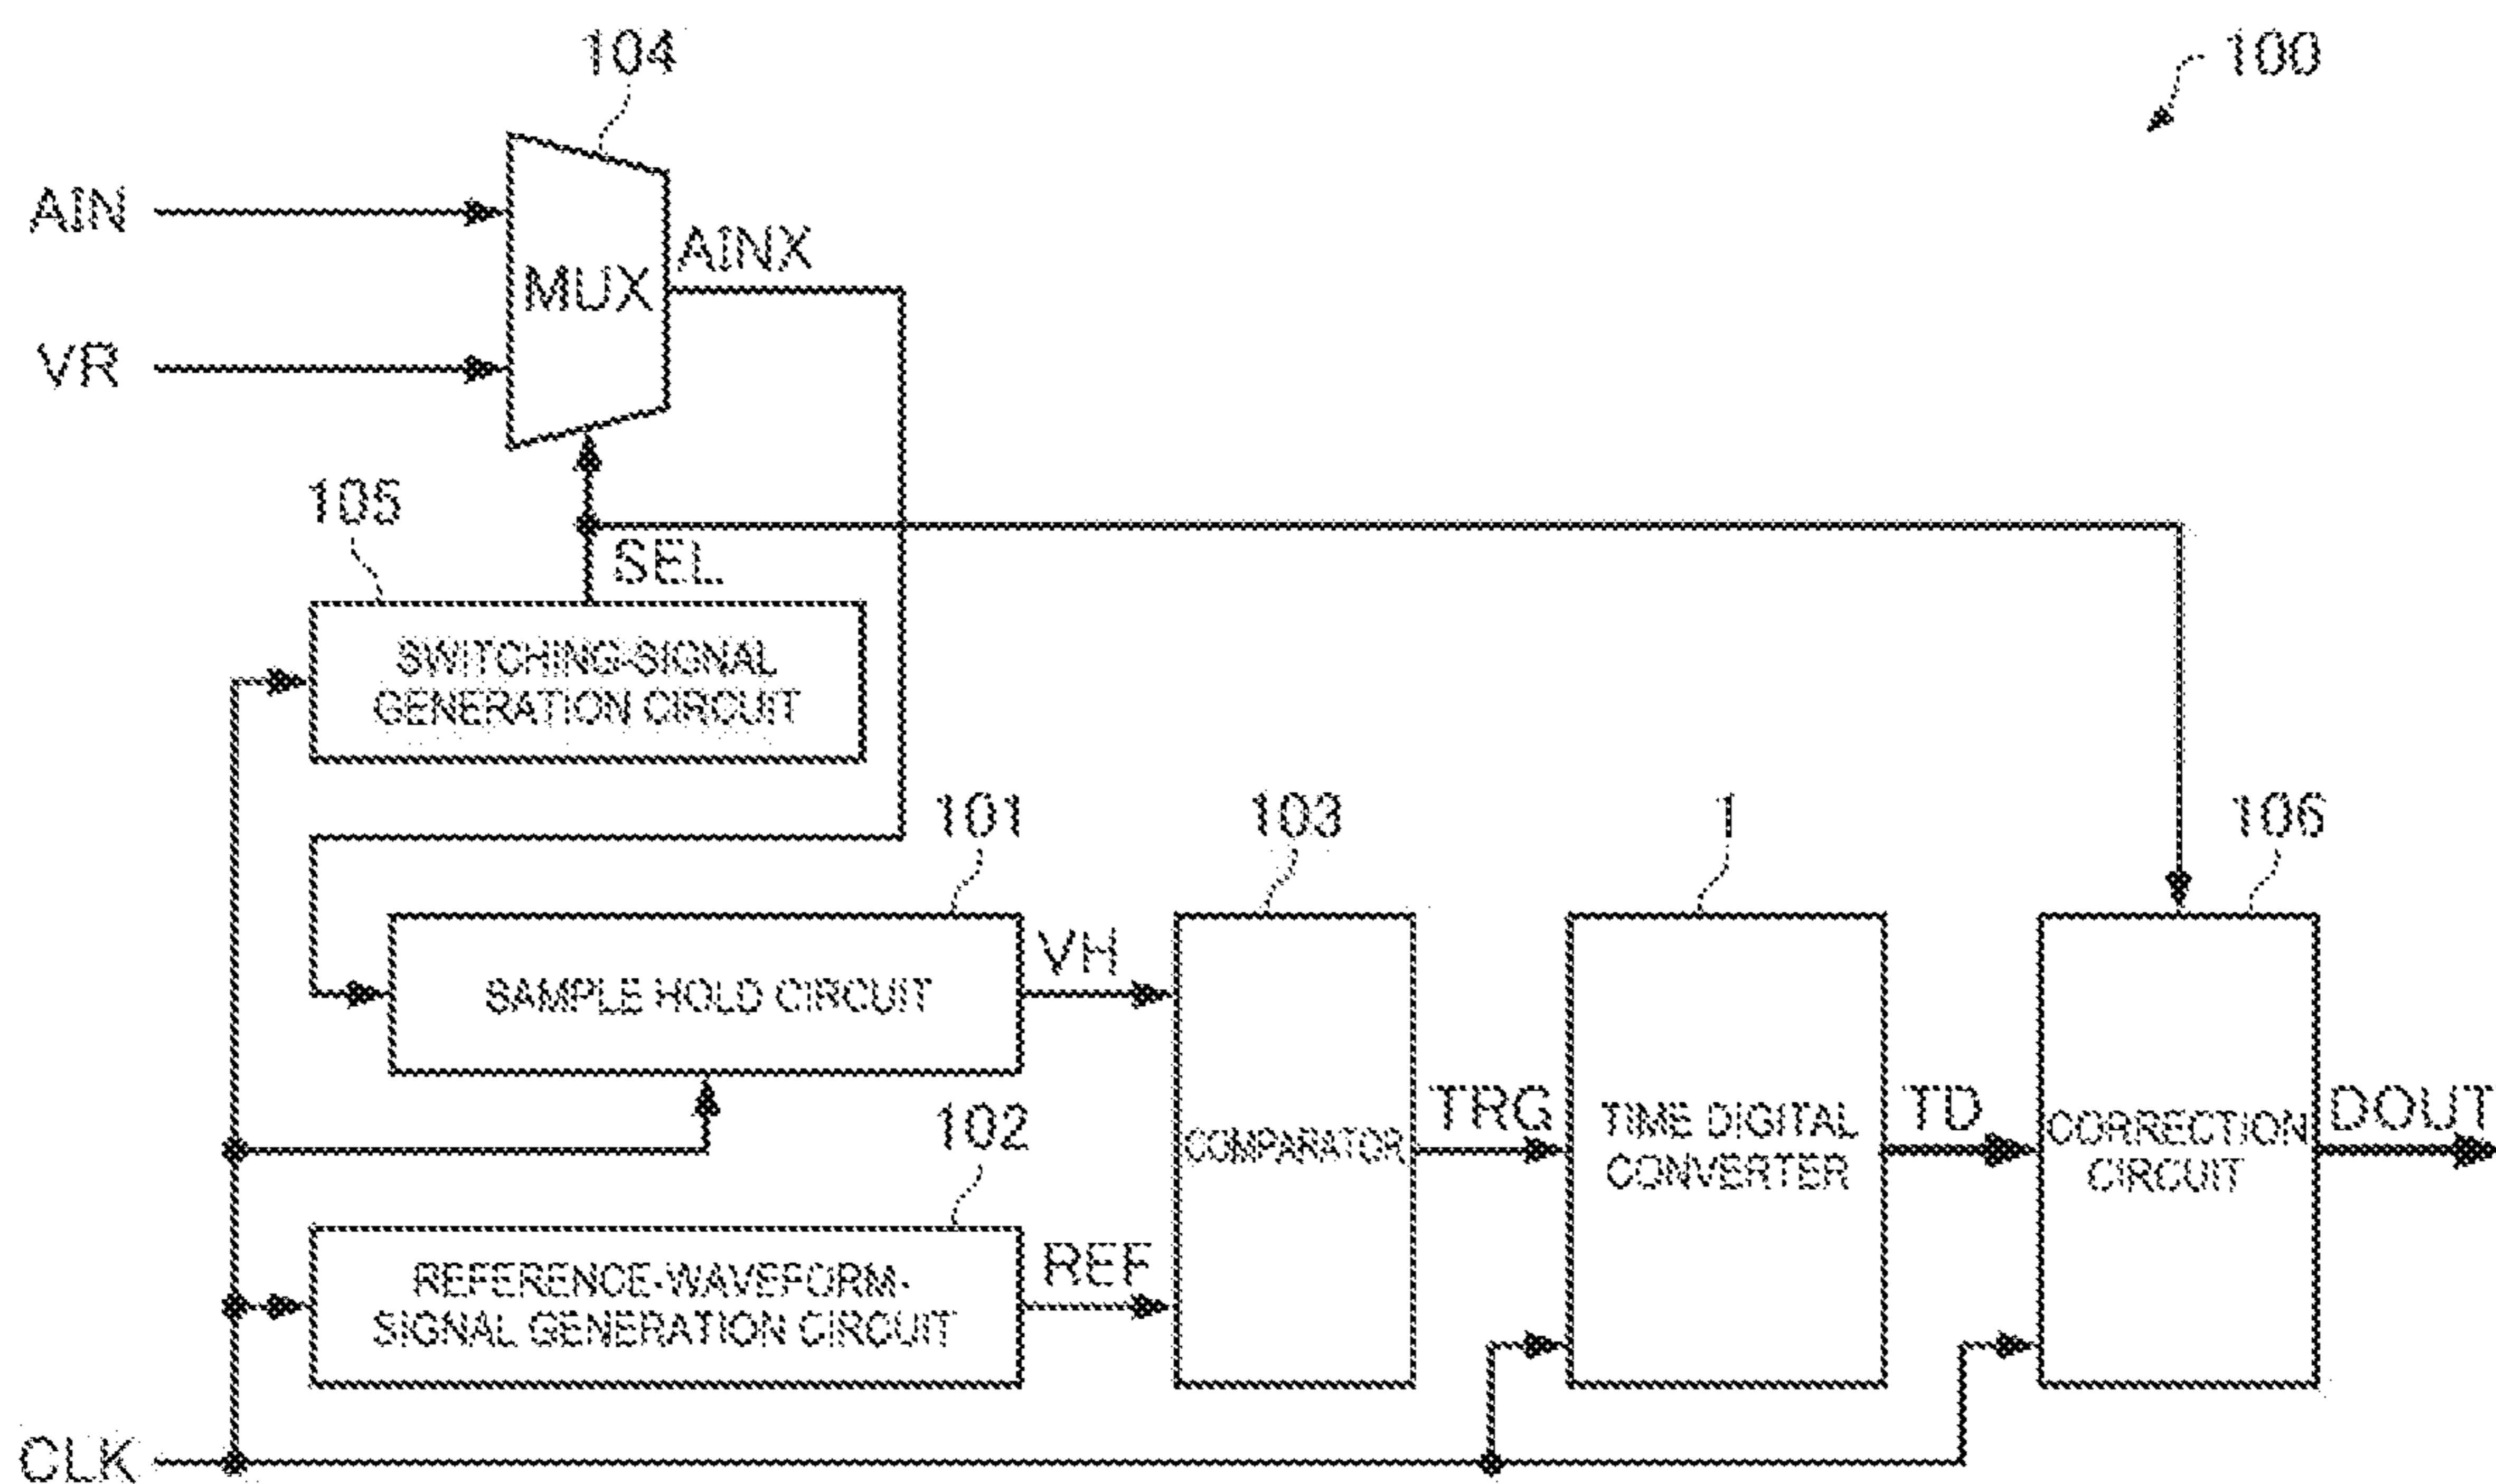 104
100
AIN
AINX
MUX
VR
105
SEL
SWITCHING-SIGNAL
GENERATION CIRCUIT
101
103
1
106
VH
SAMPLE HOLD CIRCUIT
102
TRG
TIME DIGITAL
CONVERTER
TD
CORRECTION
CIRCUIT
DOUT
COMPARATOR
REF
REFERENCE-WAVEFORM-
SIGNAL GENERATION CIRCUIT
CLK